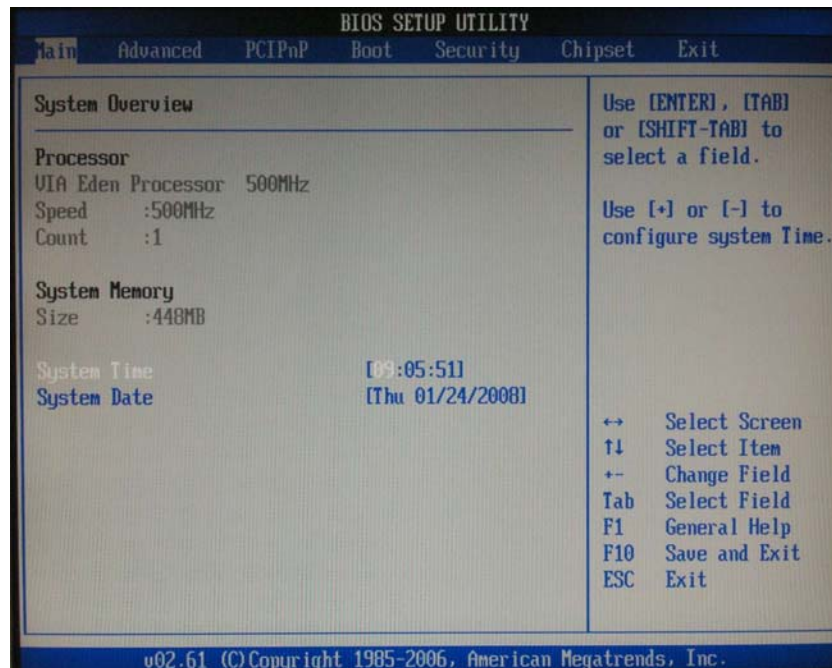 BIOS SETUP UTILITY
Main Advanced PCIPnP Boot Security Chipset Exit
System Overview
Processor
VIA Eden Processor 500MHz
Speed :500MHz
Count :1
System Memory
Size :448MB
System Time [09:05:51]
System Date [Thu 01/24/2008]
Use [ENTER], [TAB]
or [SHIFT-TAB] to
select a field.
Use [+] or [-] to
configure system Time.
↔ Select Screen
↑↓ Select Item
+- Change Field
Tab Select Field
F1 General Help
F10 Save and Exit
ESC Exit
v02.61 (C)Copyright 1985-2006, American Megatrends, Inc.